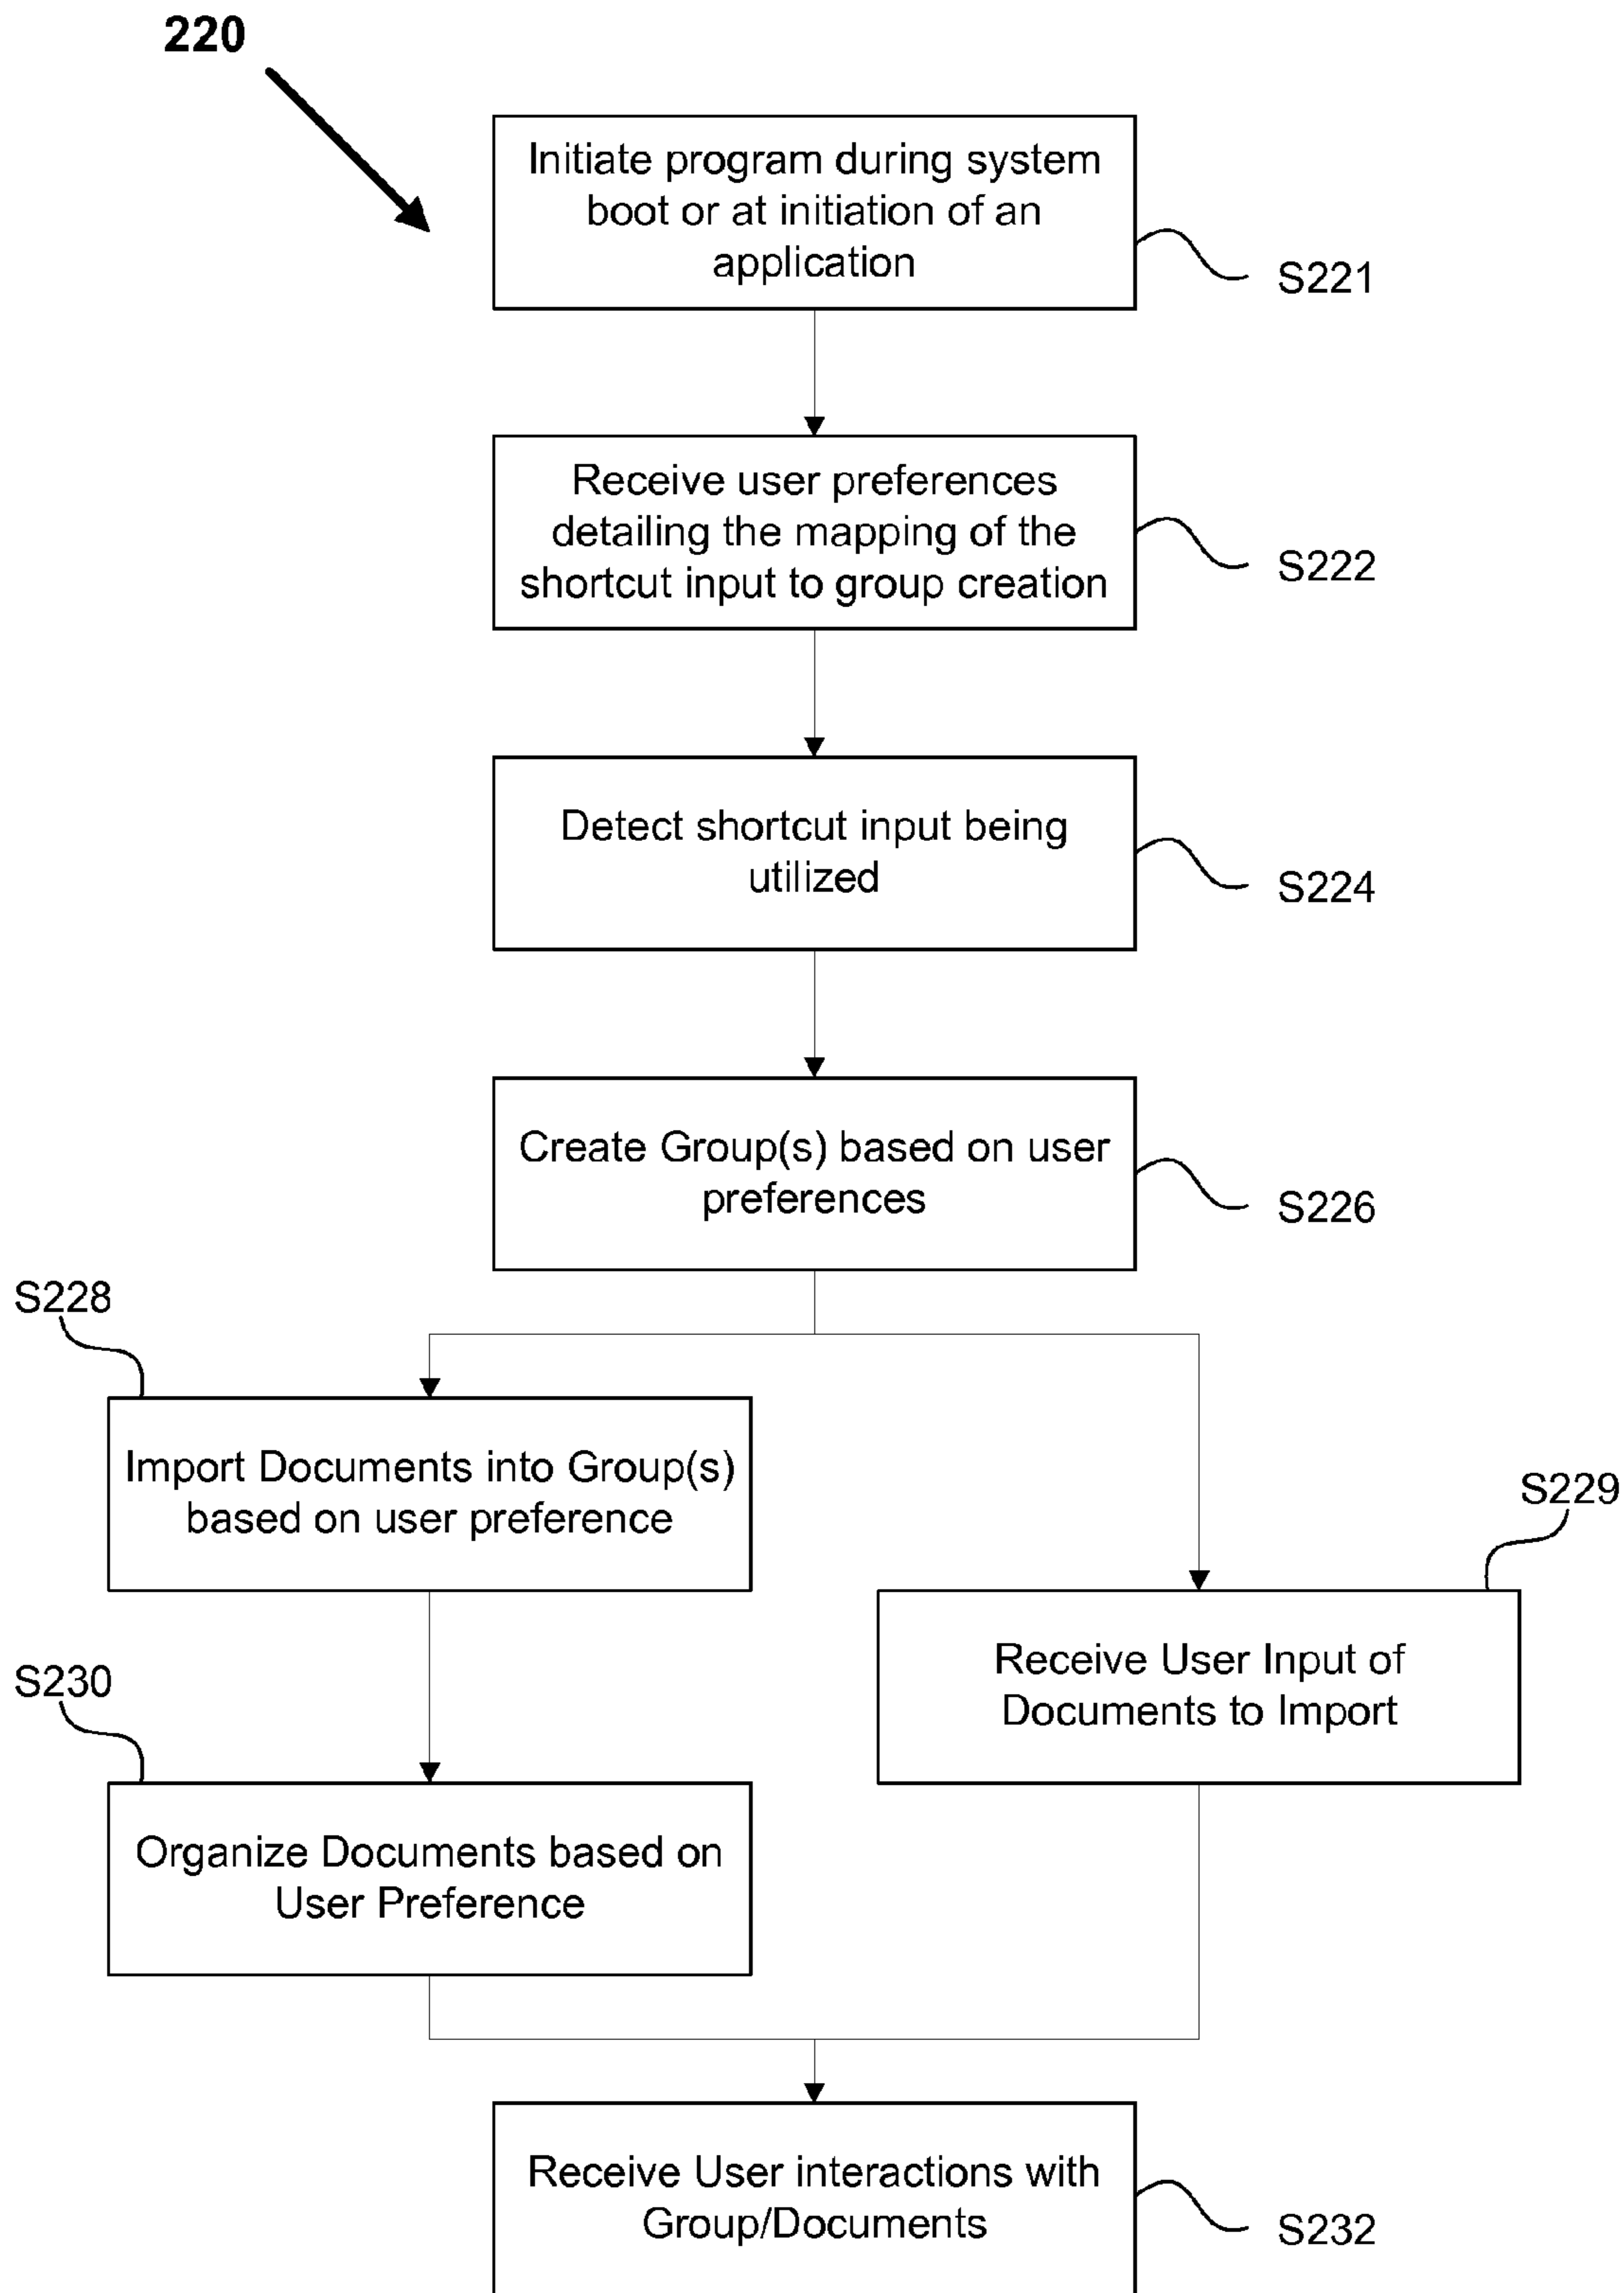 220
Initiate program during system
boot or at initiation of an
application
S221
Receive user preferences
detailing the mapping of the
shortcut input to group creation
S222
Detect shortcut input being
utilized
S224
Create Group(s) based on user
preferences
S226
S228
Import Documents into Group(s)
based on user preference
S229
Receive User Input of
Documents to Import
S230
Organize Documents based on
User Preference
Receive User interactions with
Group/Documents
S232